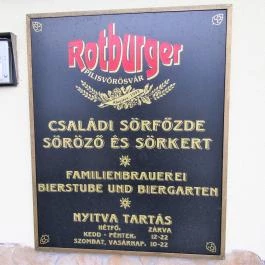 Rotburger
PILISVÖRÖSVÁR
CSALÁDI SÖRFŐZDE
SÖRÖZŐ ÉS SÖRKERT
FAMILIENBRAUEREI
BIERSTUBE UND BIERGARTEN
NYITVA TARTÁS
HÉTFŐ: ZÁRVA
KEDD - PÉNTEK: 12-22
SZOMBAT, VASÁRNAP: 10-22